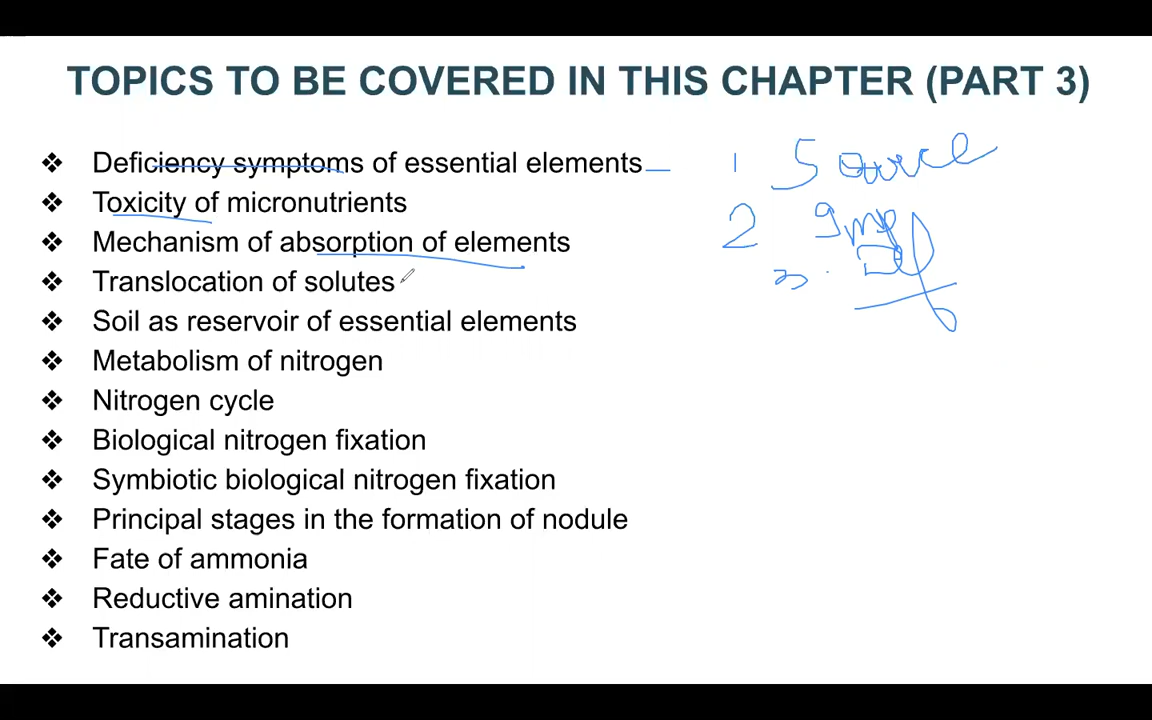 TOPICS TO BE COVERED IN THIS CHAPTER (PART 3)
❖ Deficiency symptoms of essential elements
1 Source
❖ Toxicity of micronutrients
2 Imp
❖ Mechanism of absorption of elements
3. Def
❖ Translocation of solutes
❖ Soil as reservoir of essential elements
❖ Metabolism of nitrogen
❖ Nitrogen cycle
❖ Biological nitrogen fixation
❖ Symbiotic biological nitrogen fixation
❖ Principal stages in the formation of nodule
❖ Fate of ammonia
❖ Reductive amination
❖ Transamination